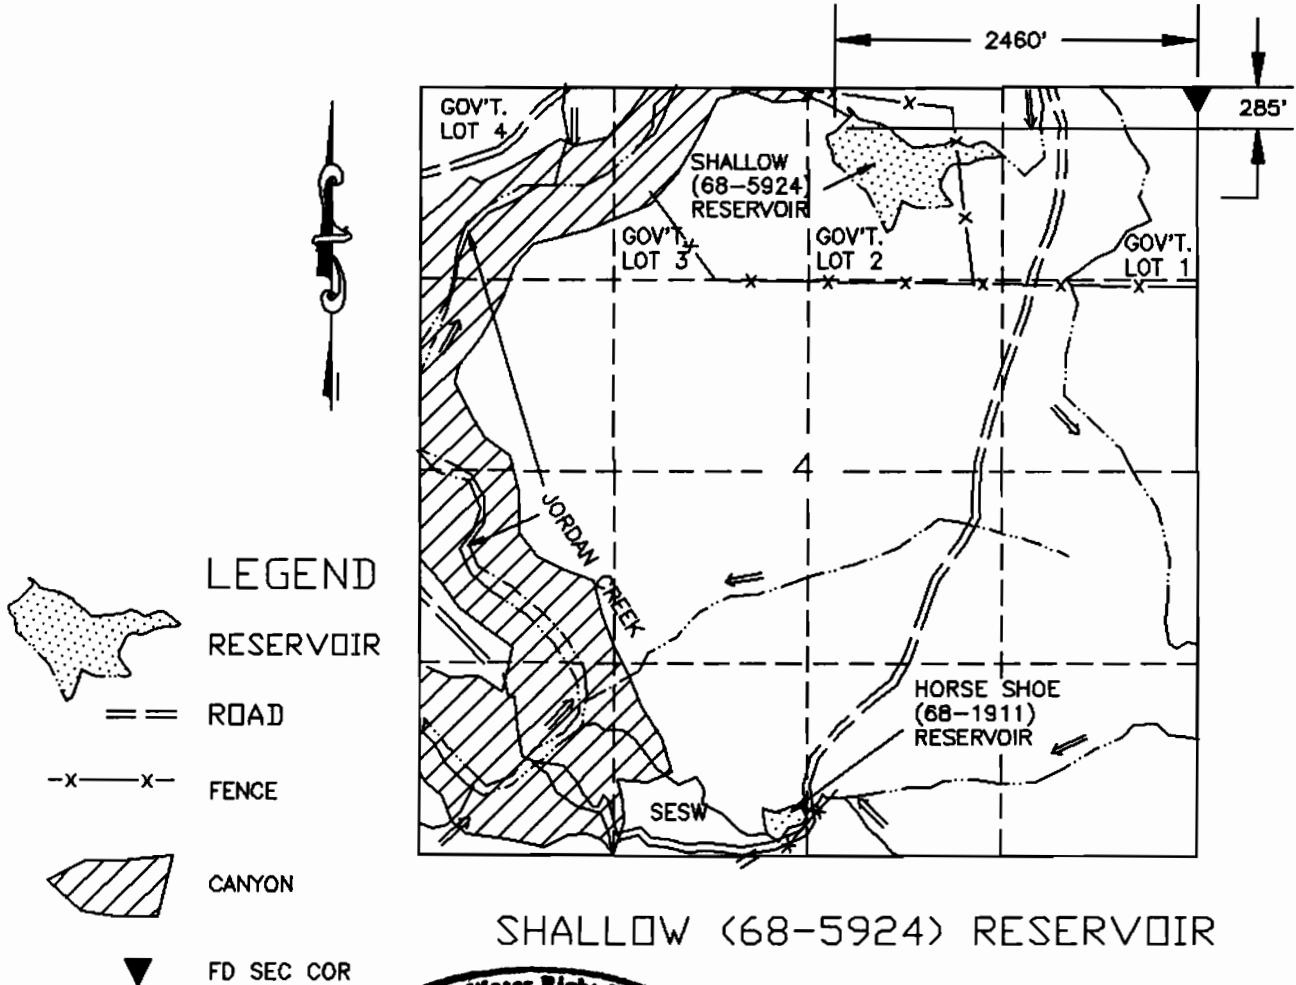 2460'
285'
GOV'T.
LOT 4
SHALLOW
(68-5924)
RESERVOIR
GOV'T.
LOT 3
GOV'T.
LOT 2
GOV'T.
LOT 1
4
JORDAN CREEK
HORSE SHOE
(68-1911)
RESERVOIR
SESW
LEGEND
RESERVOIR
ROAD
FENCE
CANYON
FD SEC COR
SHALLOW (68-5924) RESERVOIR